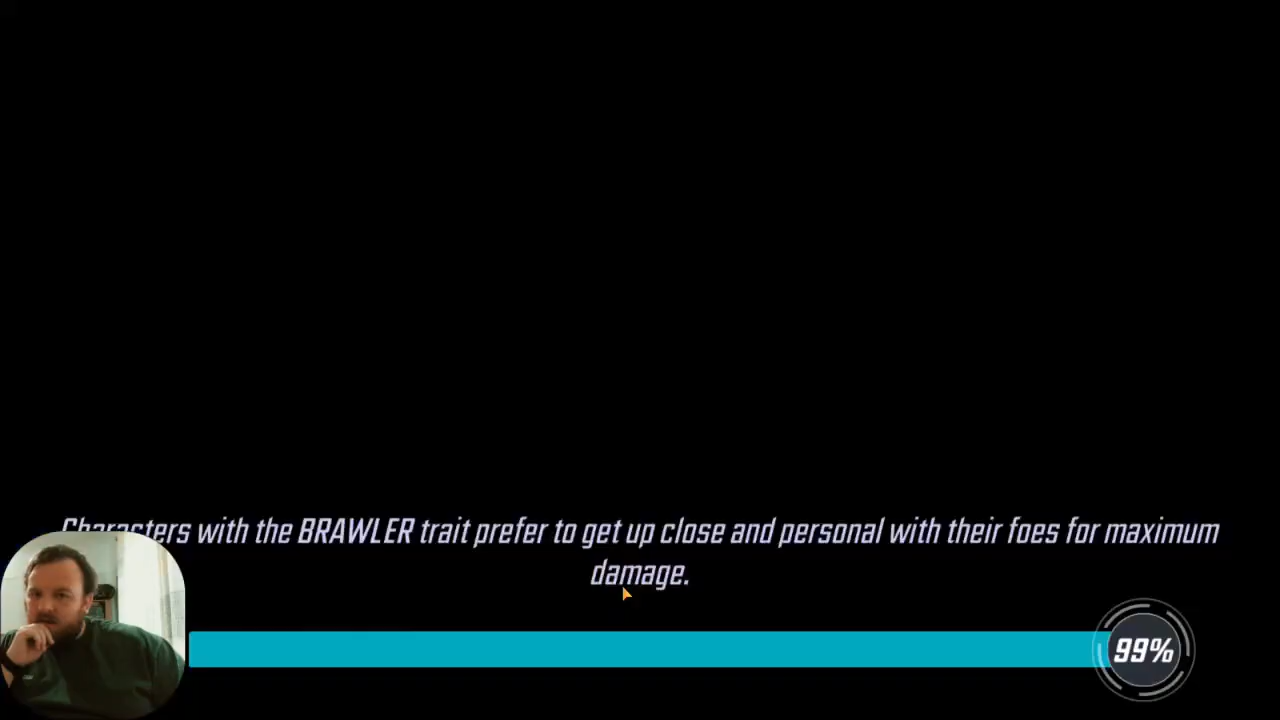 Characters with the BRAWLER trait prefer to get up close and personal with their foes for maximum
damage.
99%